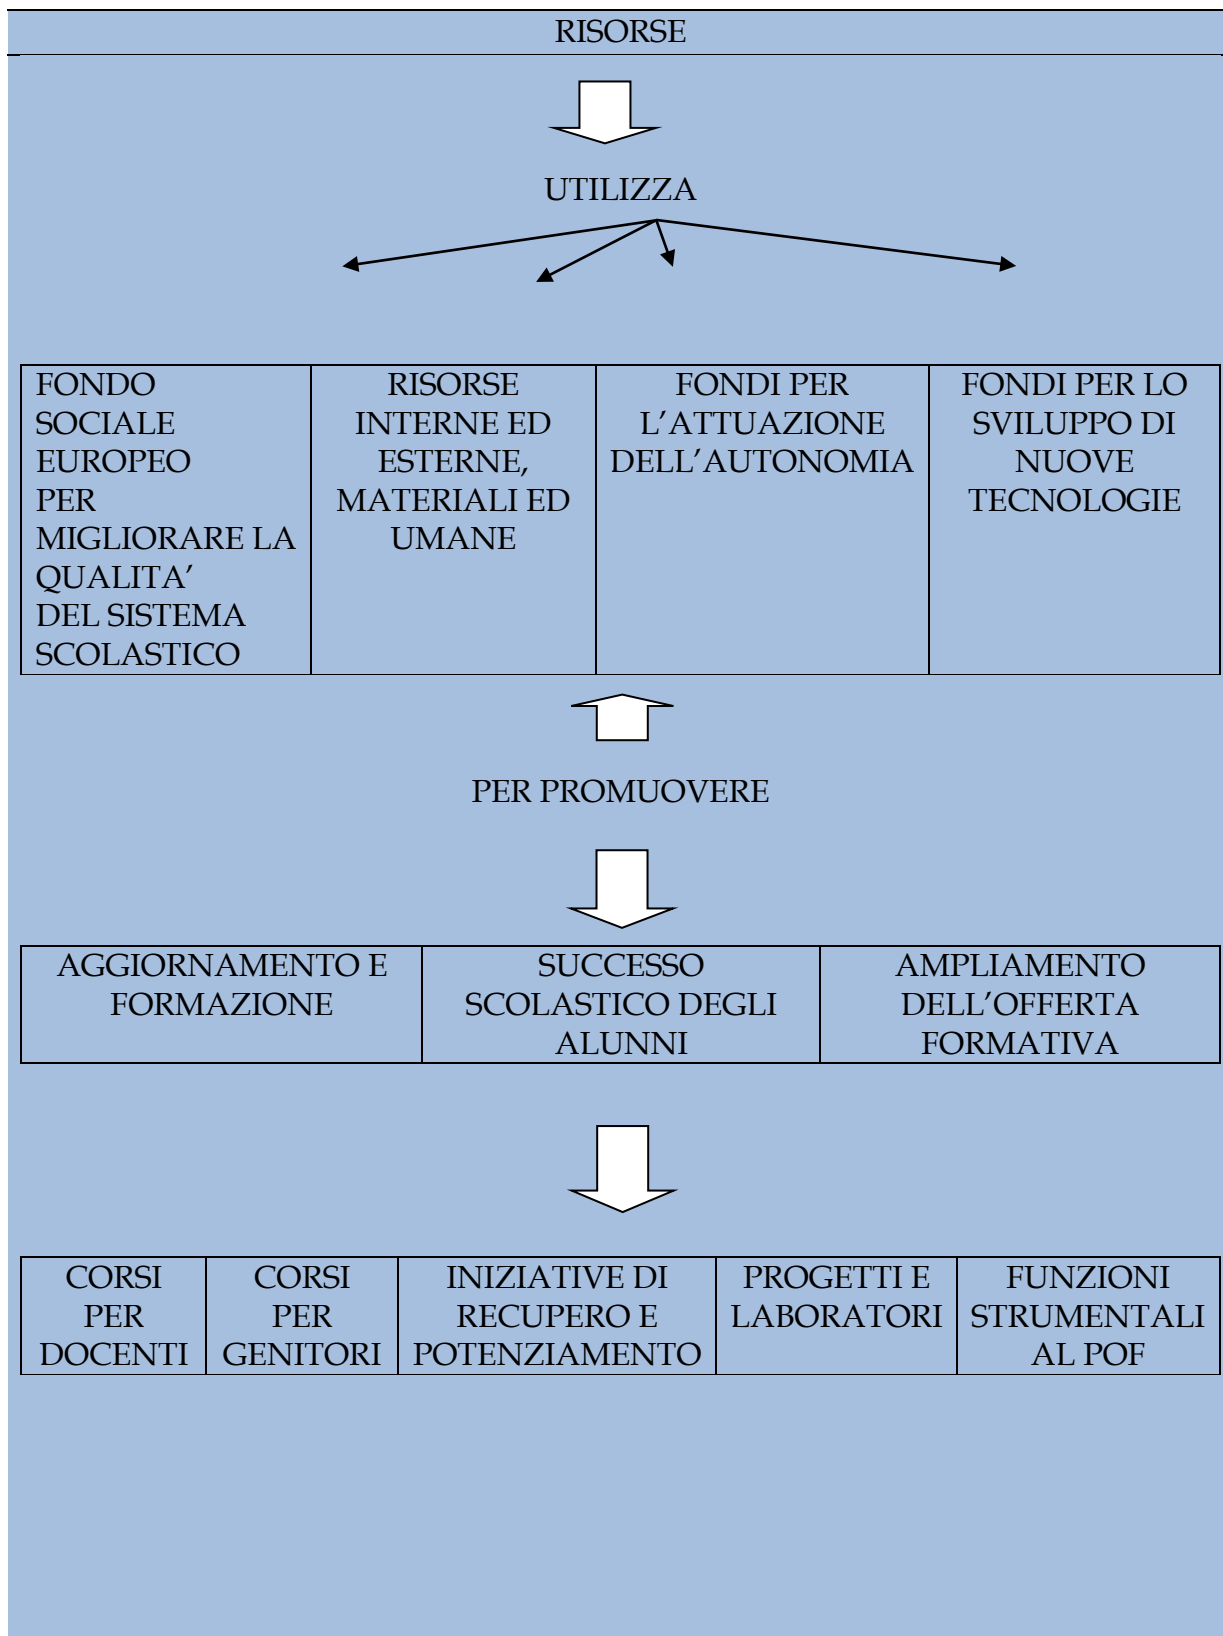 RISORSE
UTILIZZA
FONDO
SOCIALE
EUROPEO
PER
MIGLIORARE LA
QUALITA’
DEL SISTEMA
SCOLASTICO
RISORSE
INTERNE ED
ESTERNE,
MATERIALI ED
UMANE
FONDI PER
L’ATTUAZIONE
DELL’AUTONOMIA
FONDI PER LO
SVILUPPO DI
NUOVE
TECNOLOGIE
PER PROMUOVERE
AGGIORNAMENTO E
FORMAZIONE
SUCCESSO
SCOLASTICO DEGLI
ALUNNI
AMPLIAMENTO
DELL’OFFERTA
FORMATIVA
CORSI
PER
DOCENTI
CORSI
PER
GENITORI
INIZIATIVE DI
RECUPERO E
POTENZIAMENTO
PROGETTI E
LABORATORI
FUNZIONI
STRUMENTALI
AL POF